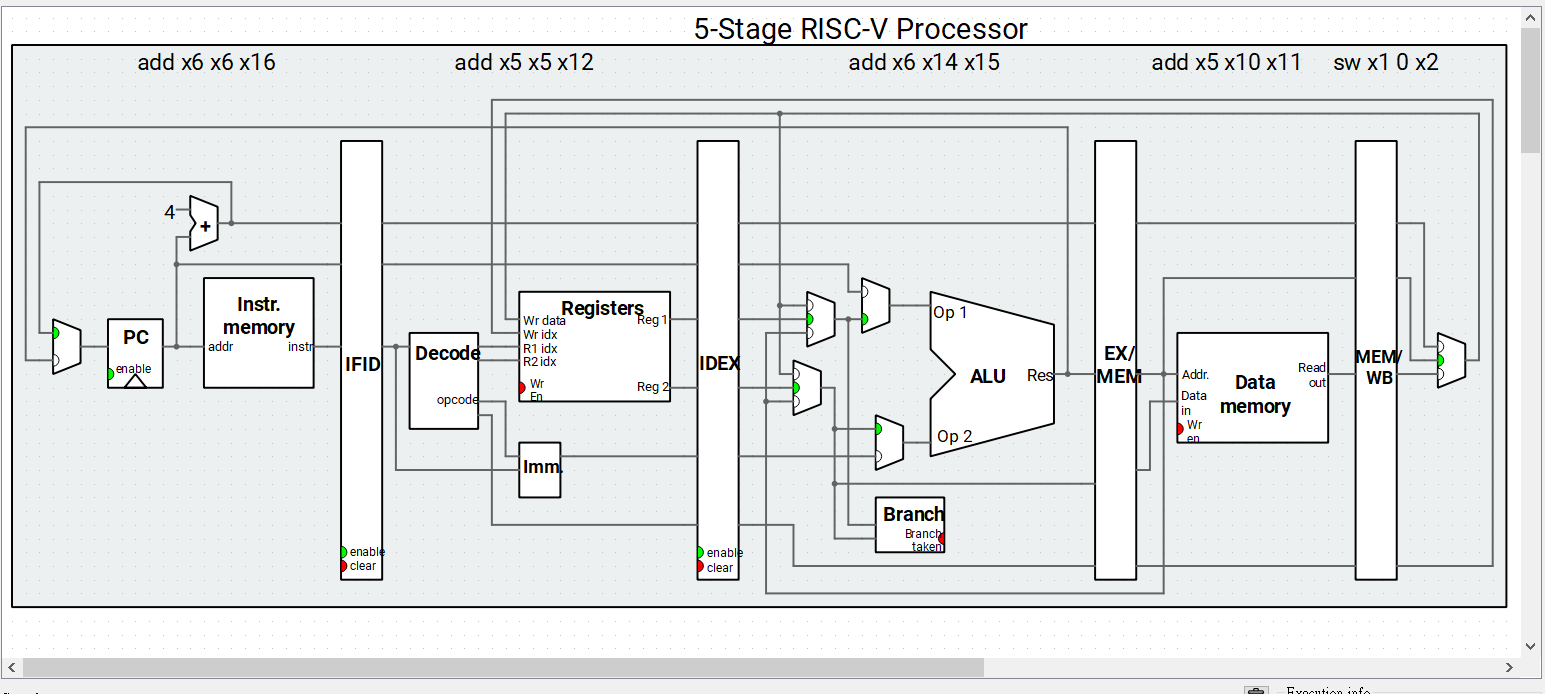 5-Stage RISC-V Processor
add x6 x6 x16
add x5 x5 x12
add x6 x14 x15
add x5 x10 x11
sw x1 0 x2
4
+
PC
enable
Instr.
memory
addr
instr
IFID
enable
clear
Decode
opcode
Registers
Wr data
Wr idx
R1 idx
R2 idx
Wr
En
Reg 1
Reg 2
Imm.
IDEX
enable
clear
Op 1
ALU
Res
Op 2
Branch
Branch
taken
EX/
MEM
Addr.
Data
in
Wr
en
Data
memory
Read
out
MEM/
WB
Execution info